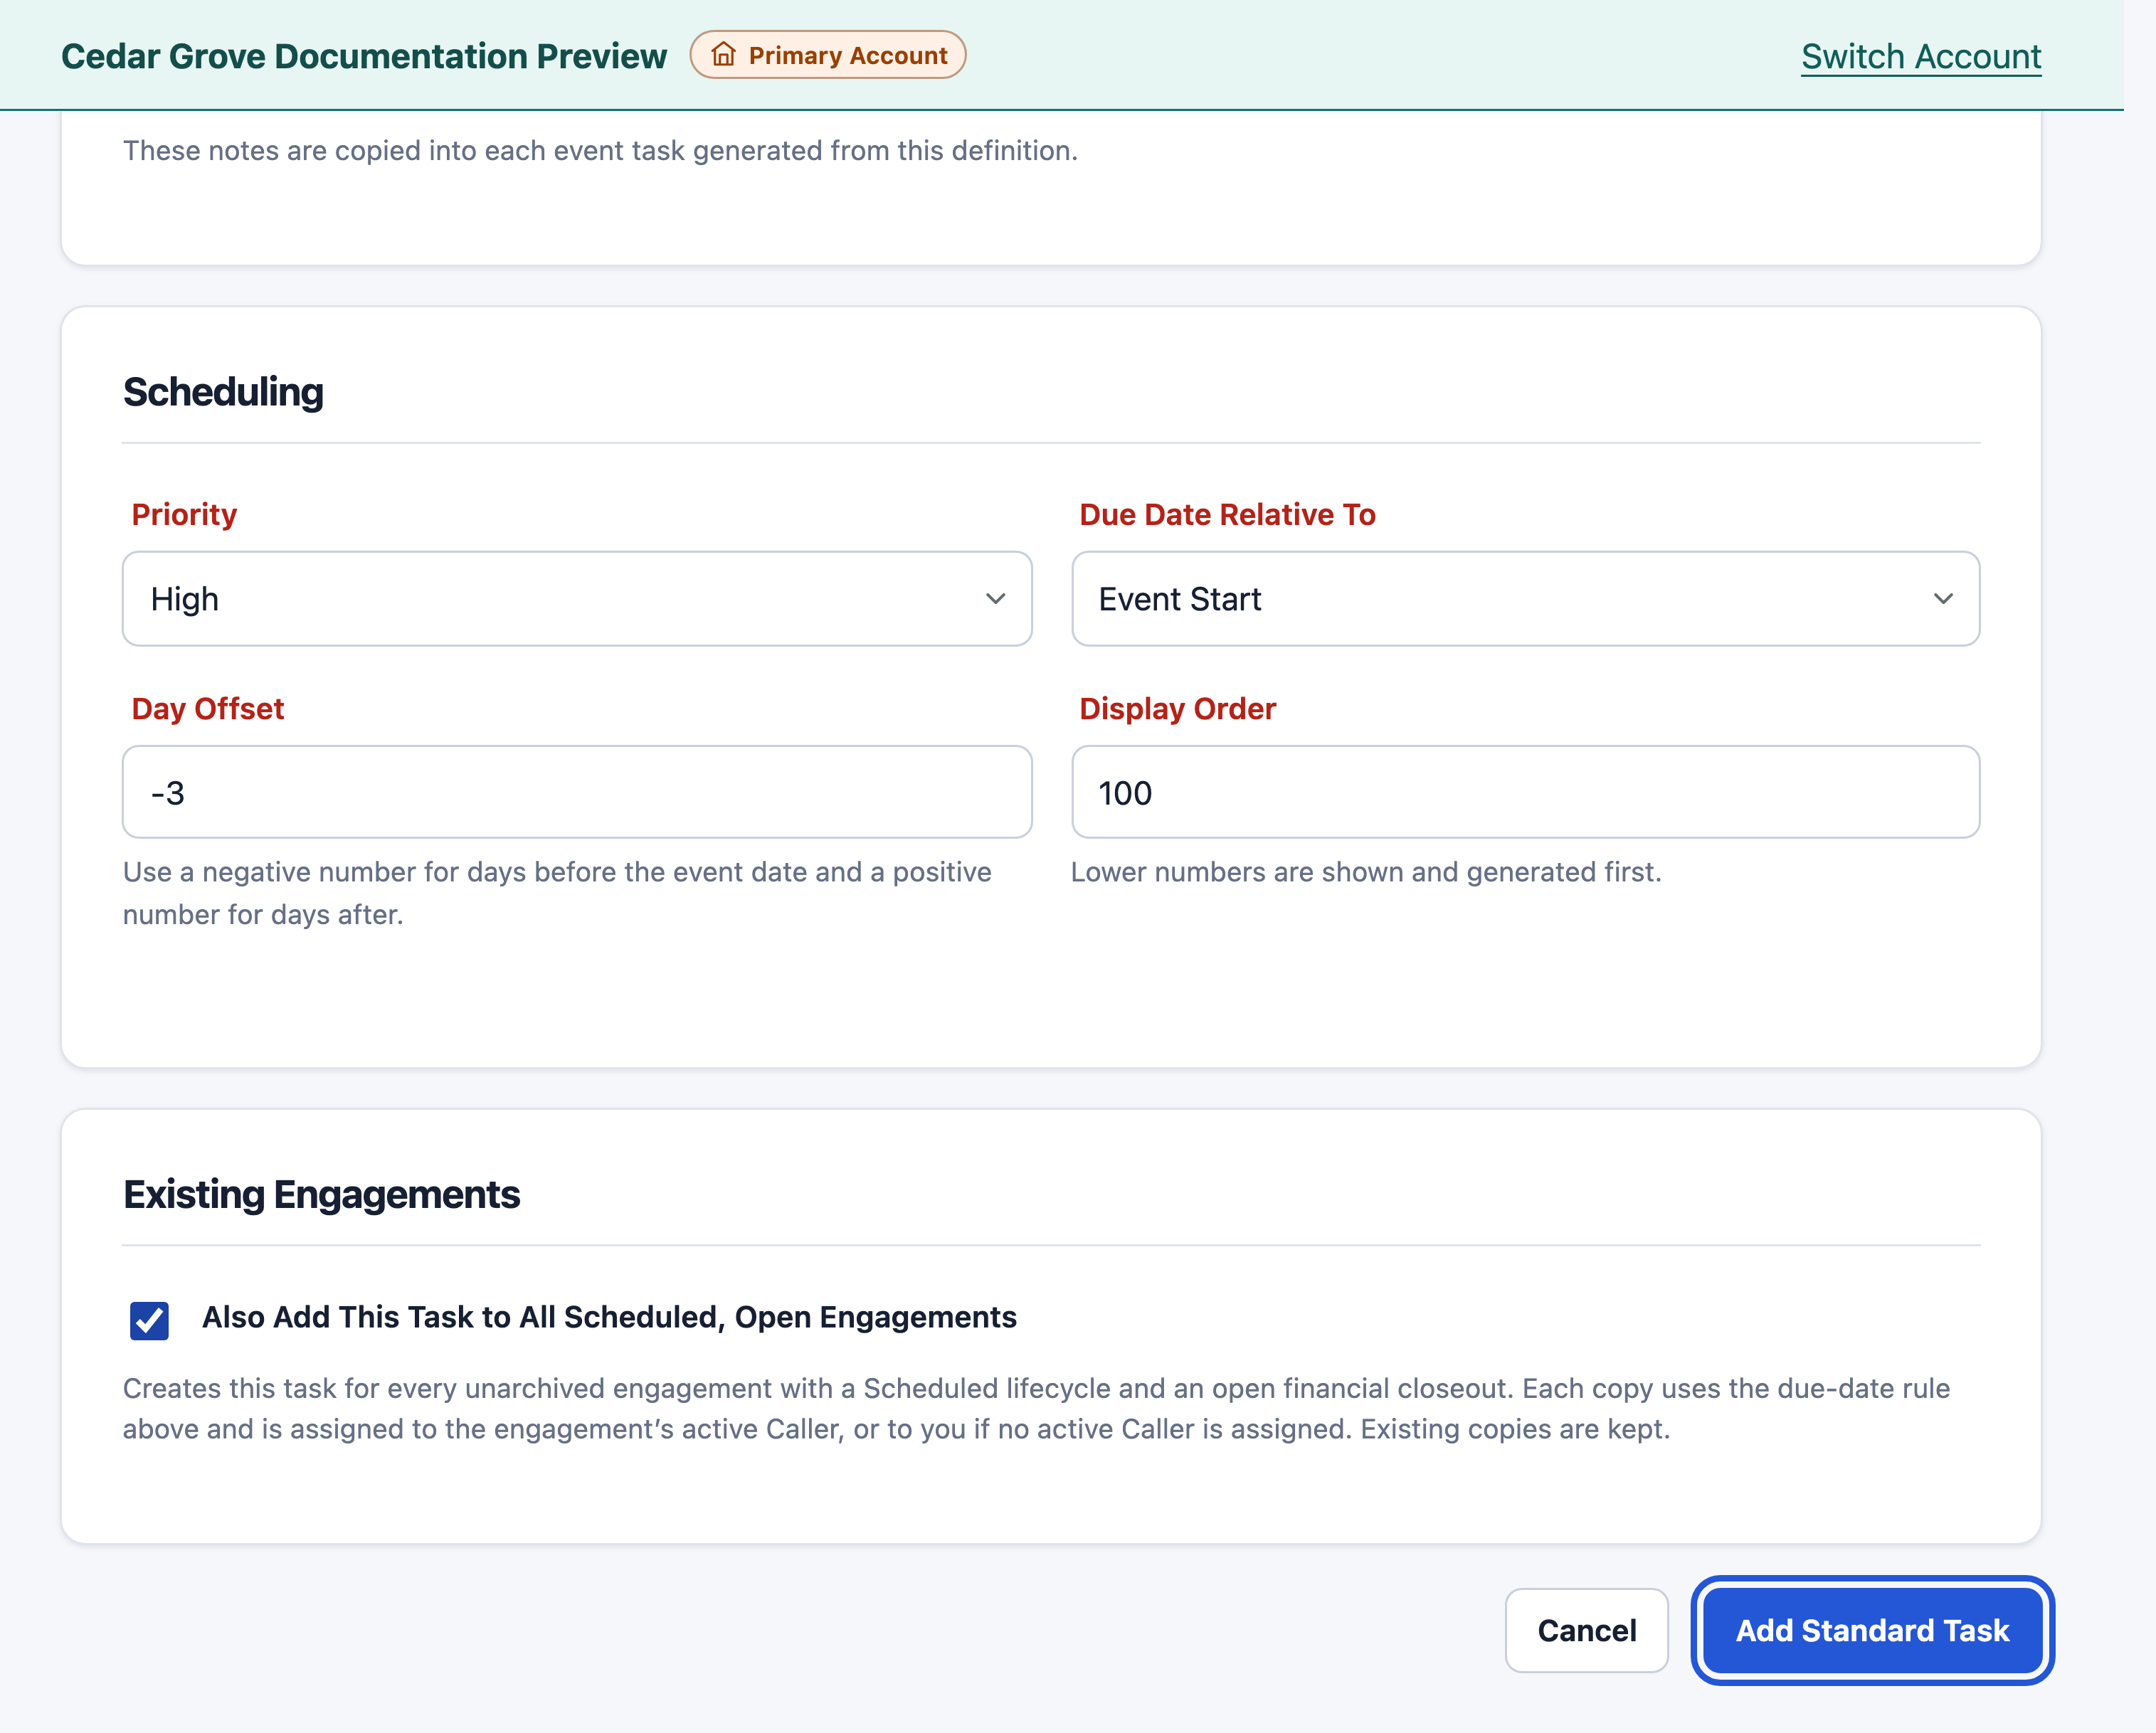 Cedar Grove Documentation Preview
Primary Account
Switch Account
These notes are copied into each event task generated from this definition.
Scheduling
Priority
Due Date Relative To
High
Event Start
Day Offset
Display Order
-3
100
Use a negative number for days before the event date and a positive
number for days after.
Lower numbers are shown and generated first.
Existing Engagements
Also Add This Task to All Scheduled, Open Engagements
Creates this task for every unarchived engagement with a Scheduled lifecycle and an open financial closeout. Each copy uses the due-date rule
above and is assigned to the engagement’s active Caller, or to you if no active Caller is assigned. Existing copies are kept.
Cancel
Add Standard Task